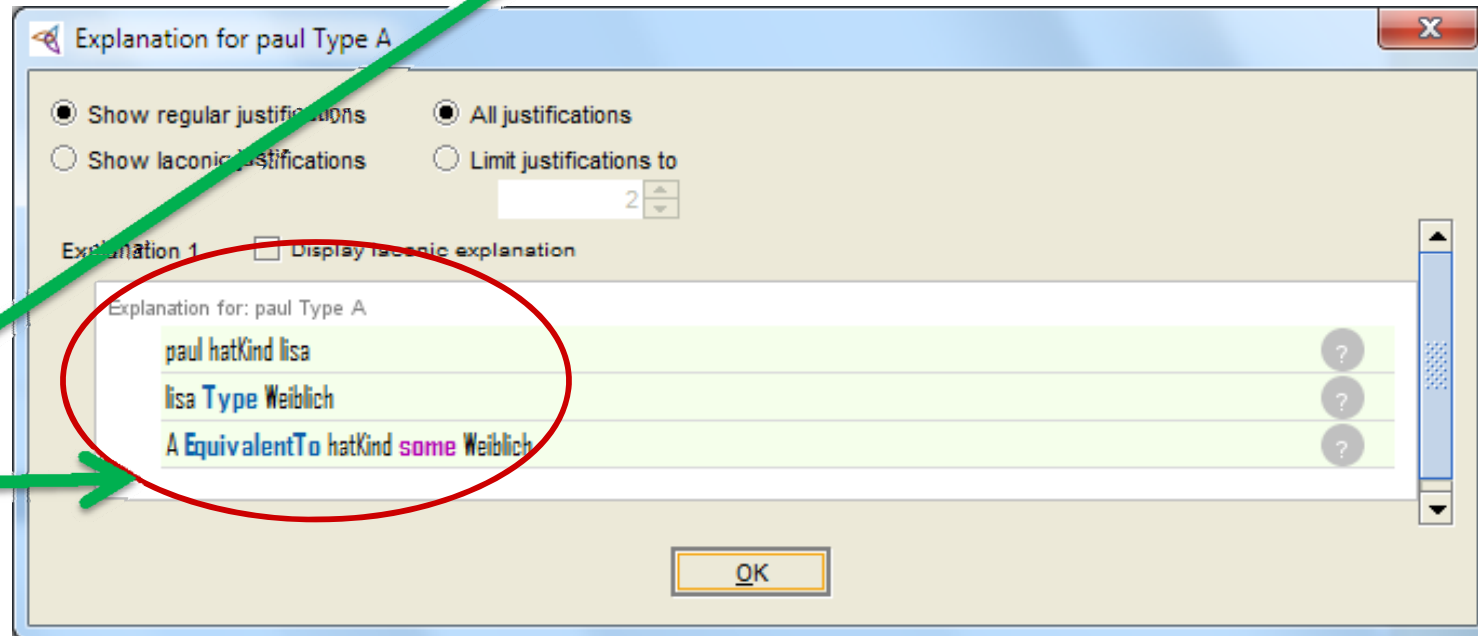 Explanation for paul Type A
x
Show regular justifications All justifications
Show laconic justifications Limit justifications to
2
Explanation 1 Display laconic explanation
Explanation for: paul Type A
paul hatKind lisa ?
lisa Type Weiblich ?
A EquivalentTo hatKind some Weiblich ?
OK